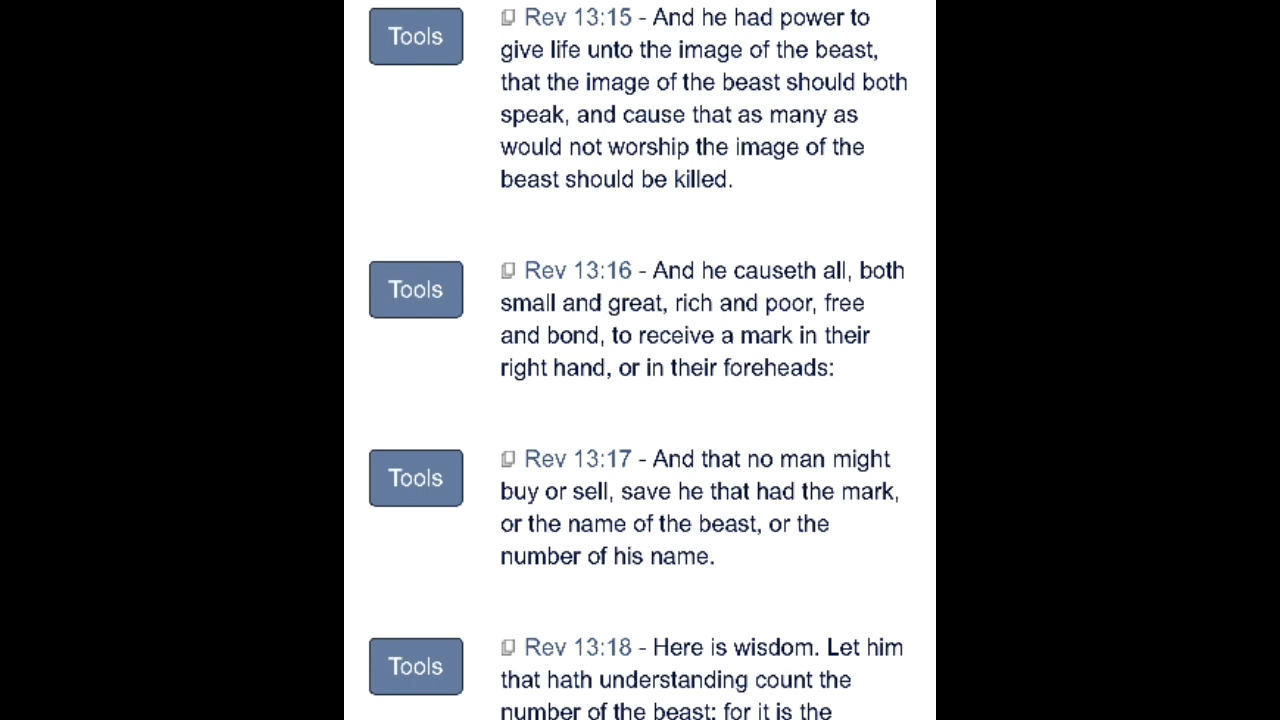 Tools
Rev 13:15 - And he had power to
give life unto the image of the beast,
that the image of the beast should both
speak, and cause that as many as
would not worship the image of the
beast should be killed.
Tools
Rev 13:16 - And he causeth all, both
small and great, rich and poor, free
and bond, to receive a mark in their
right hand, or in their foreheads:
Tools
Rev 13:17 - And that no man might
buy or sell, save he that had the mark,
or the name of the beast, or the
number of his name.
Tools
Rev 13:18 - Here is wisdom. Let him
that hath understanding count the
number of the beast: for it is the